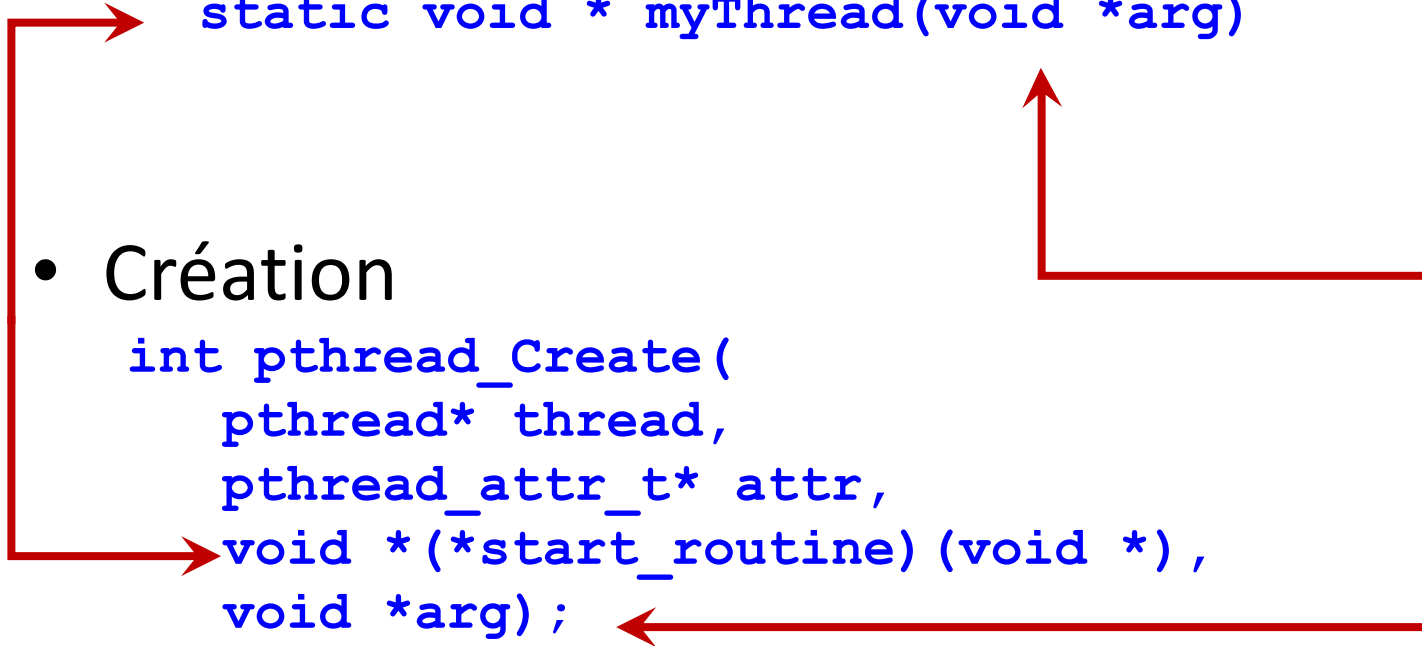 static void * myThread(void *arg)
• Création
int pthread_Create(
pthread* thread,
pthread_attr_t* attr,
void *(*start_routine)(void *),
void *arg);